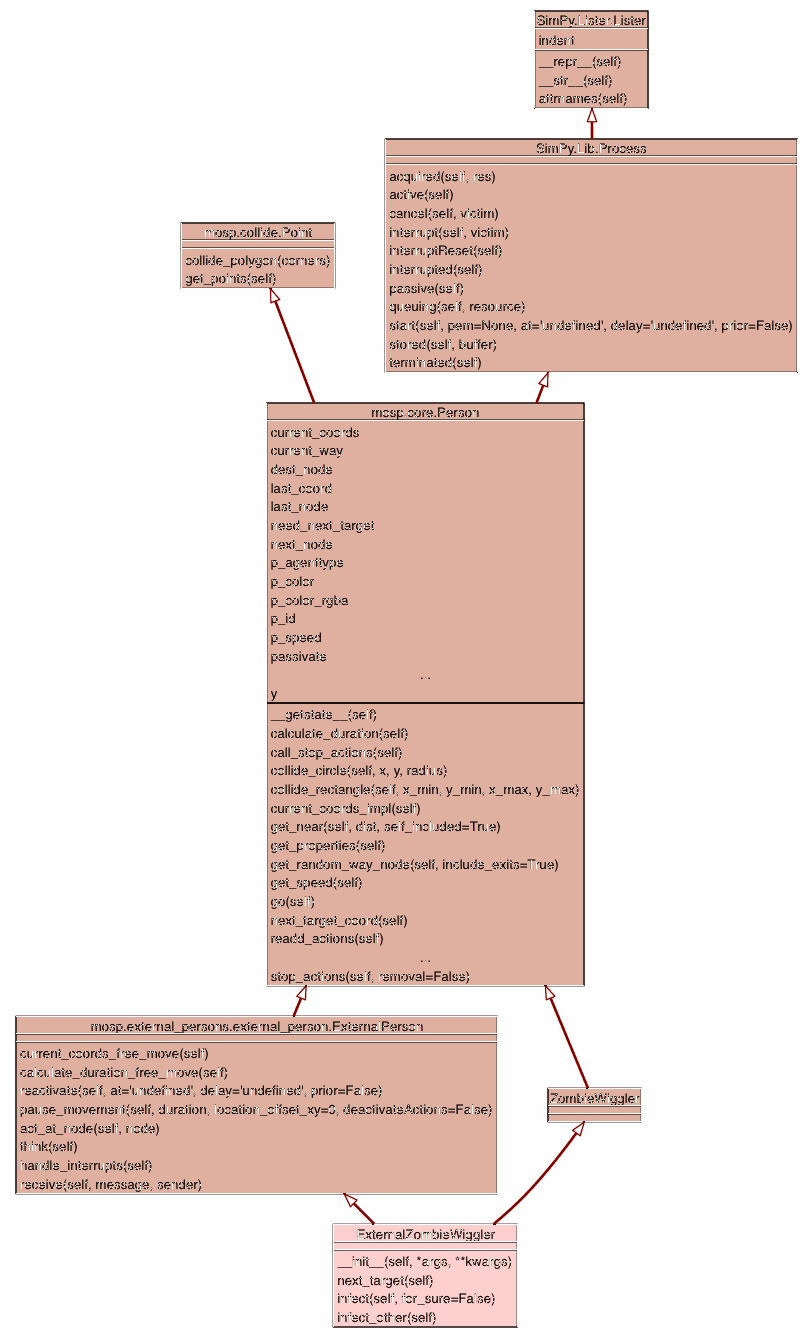 SimPy.Lister.Lister
indent
__repr__(self)
__str__(self)
attrnames(self)
SimPy.Lib.Process
acquired(self, res)
active(self)
cancel(self, victim)
interrupt(self, victim)
interruptReset(self)
interrupted(self)
passive(self)
queuing(self, resource)
start(self, pem=None, at='undefined', delay='undefined', prior=False)
stored(self, buffer)
terminated(self)
mosp.collide.Point
collide_polygon(corners)
get_points(self)
mosp.core.Person
current_coords
current_way
dest_node
last_coord
last_node
need_next_target
next_node
p_agenttype
p_color
p_color_rgba
p_id
p_speed
passivate
...
y
__getstate__(self)
calculate_duration(self)
call_stop_actions(self)
collide_circle(self, x, y, radius)
collide_rectangle(self, x_min, y_min, x_max, y_max)
current_coords_impl(self)
get_near(self, dist, self_included=True)
get_properties(self)
get_random_way_node(self, include_exits=True)
get_speed(self)
go(self)
next_target_coord(self)
readd_actions(self)
...
stop_actions(self, removal=False)
mosp.external_persons.external_person.ExternalPerson
current_coords_free_move(self)
calculate_duration_free_move(self)
reactivate(self, at='undefined', delay='undefined', prior=False)
pause_movement(self, duration, location_offset_xy=0, deactivateActions=False)
act_at_node(self, node)
think(self)
handle_interrupts(self)
receive(self, message, sender)
ZombieWiggler
ExternalZombieWiggler
__init__(self, *args, **kwargs)
next_target(self)
infect(self, for_sure=False)
infect_other(self)